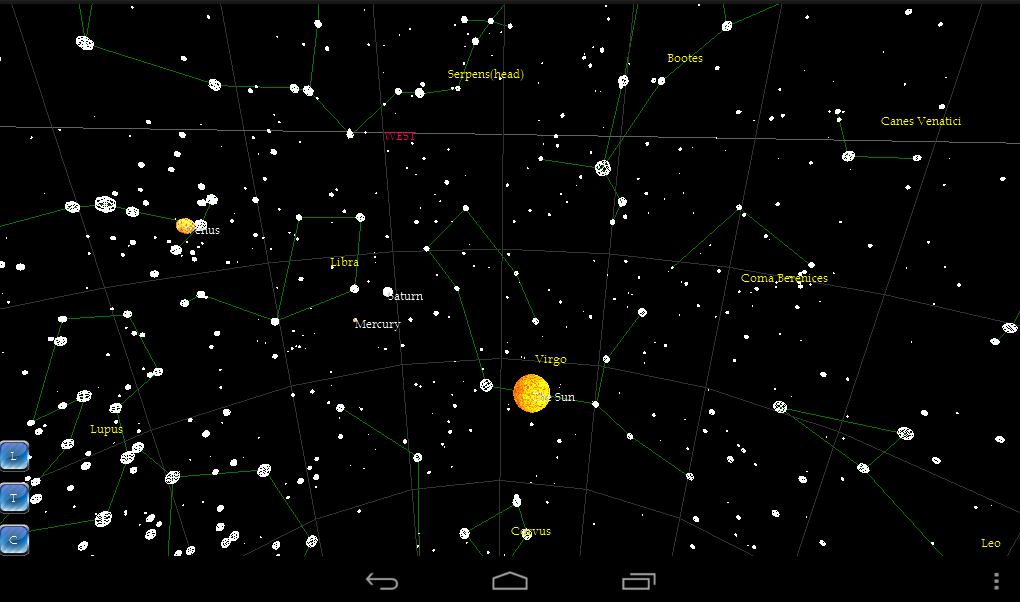 Bootes
Serpens(head)
Canes Venatici
WEST
Venus
Libra
Coma Berenices
Saturn
Mercury
Virgo
The Sun
Lupus
L
T
Corvus
C
Leo